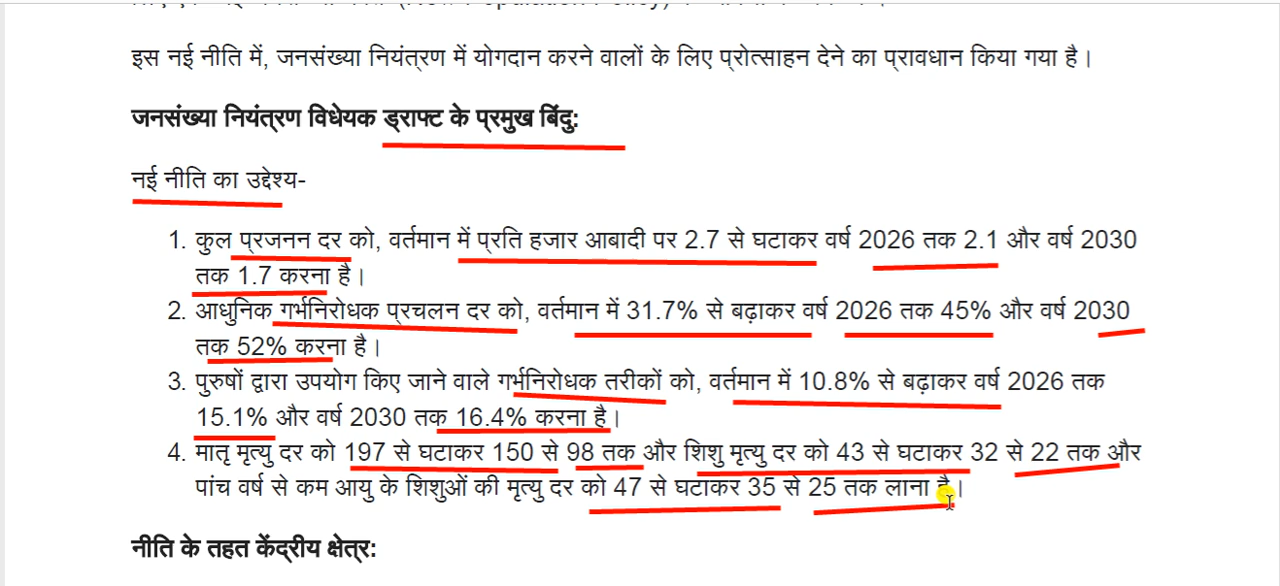 इस नई नीति में, जनसंख्या नियंत्रण में योगदान करने वालों के लिए प्रोत्साहन देने का प्रावधान किया गया है।
जनसंख्या नियंत्रण विधेयक ड्राफ्ट के प्रमुख बिंदु:
नई नीति का उद्देश्य-
1. कुल प्रजनन दर को, वर्तमान में प्रति हजार आबादी पर 2.7 से घटाकर वर्ष 2026 तक 2.1 और वर्ष 2030
तक 1.7 करना है।
2. आधुनिक गर्भनिरोधक प्रचलन दर को, वर्तमान में 31.7% से बढ़ाकर वर्ष 2026 तक 45% और वर्ष 2030
तक 52% करना है।
3. पुरुषों द्वारा उपयोग किए जाने वाले गर्भनिरोधक तरीकों को, वर्तमान में 10.8% से बढ़ाकर वर्ष 2026 तक
15.1% और वर्ष 2030 तक 16.4% करना है।
4. मातृ मृत्यु दर को 197 से घटाकर 150 से 98 तक और शिशु मृत्यु दर को 43 से घटाकर 32 से 22 तक और
पांच वर्ष से कम आयु के शिशुओं की मृत्यु दर को 47 से घटाकर 35 से 25 तक लाना है।
नीति के तहत केंद्रीय क्षेत्र: